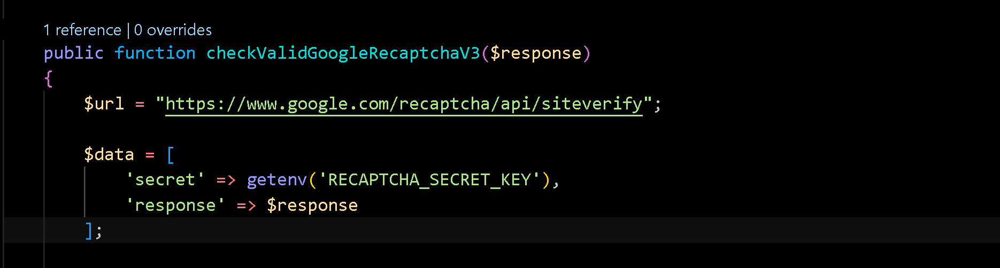 1 reference | 0 overrides
public function checkValidGoogleRecaptchaV3($response)
{
$url = "https://www.google.com/recaptcha/api/siteverify";
$data = [
'secret' => getenv('RECAPTCHA_SECRET_KEY'),
'response' => $response
];